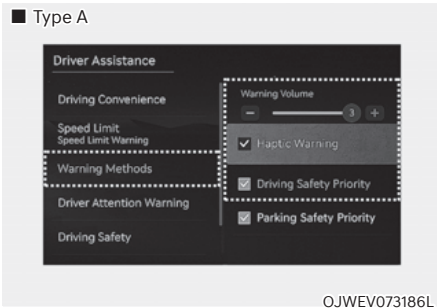 ■ Type A
Driver Assistance
Driving Convenience
Speed Limit
Speed Limit Warning
Warning Methods
Driver Attention Warning
Driving Safety
Warning Volume
3
Haptic Warning
Driving Safety Priority
Parking Safety Priority
OJWEV073186L